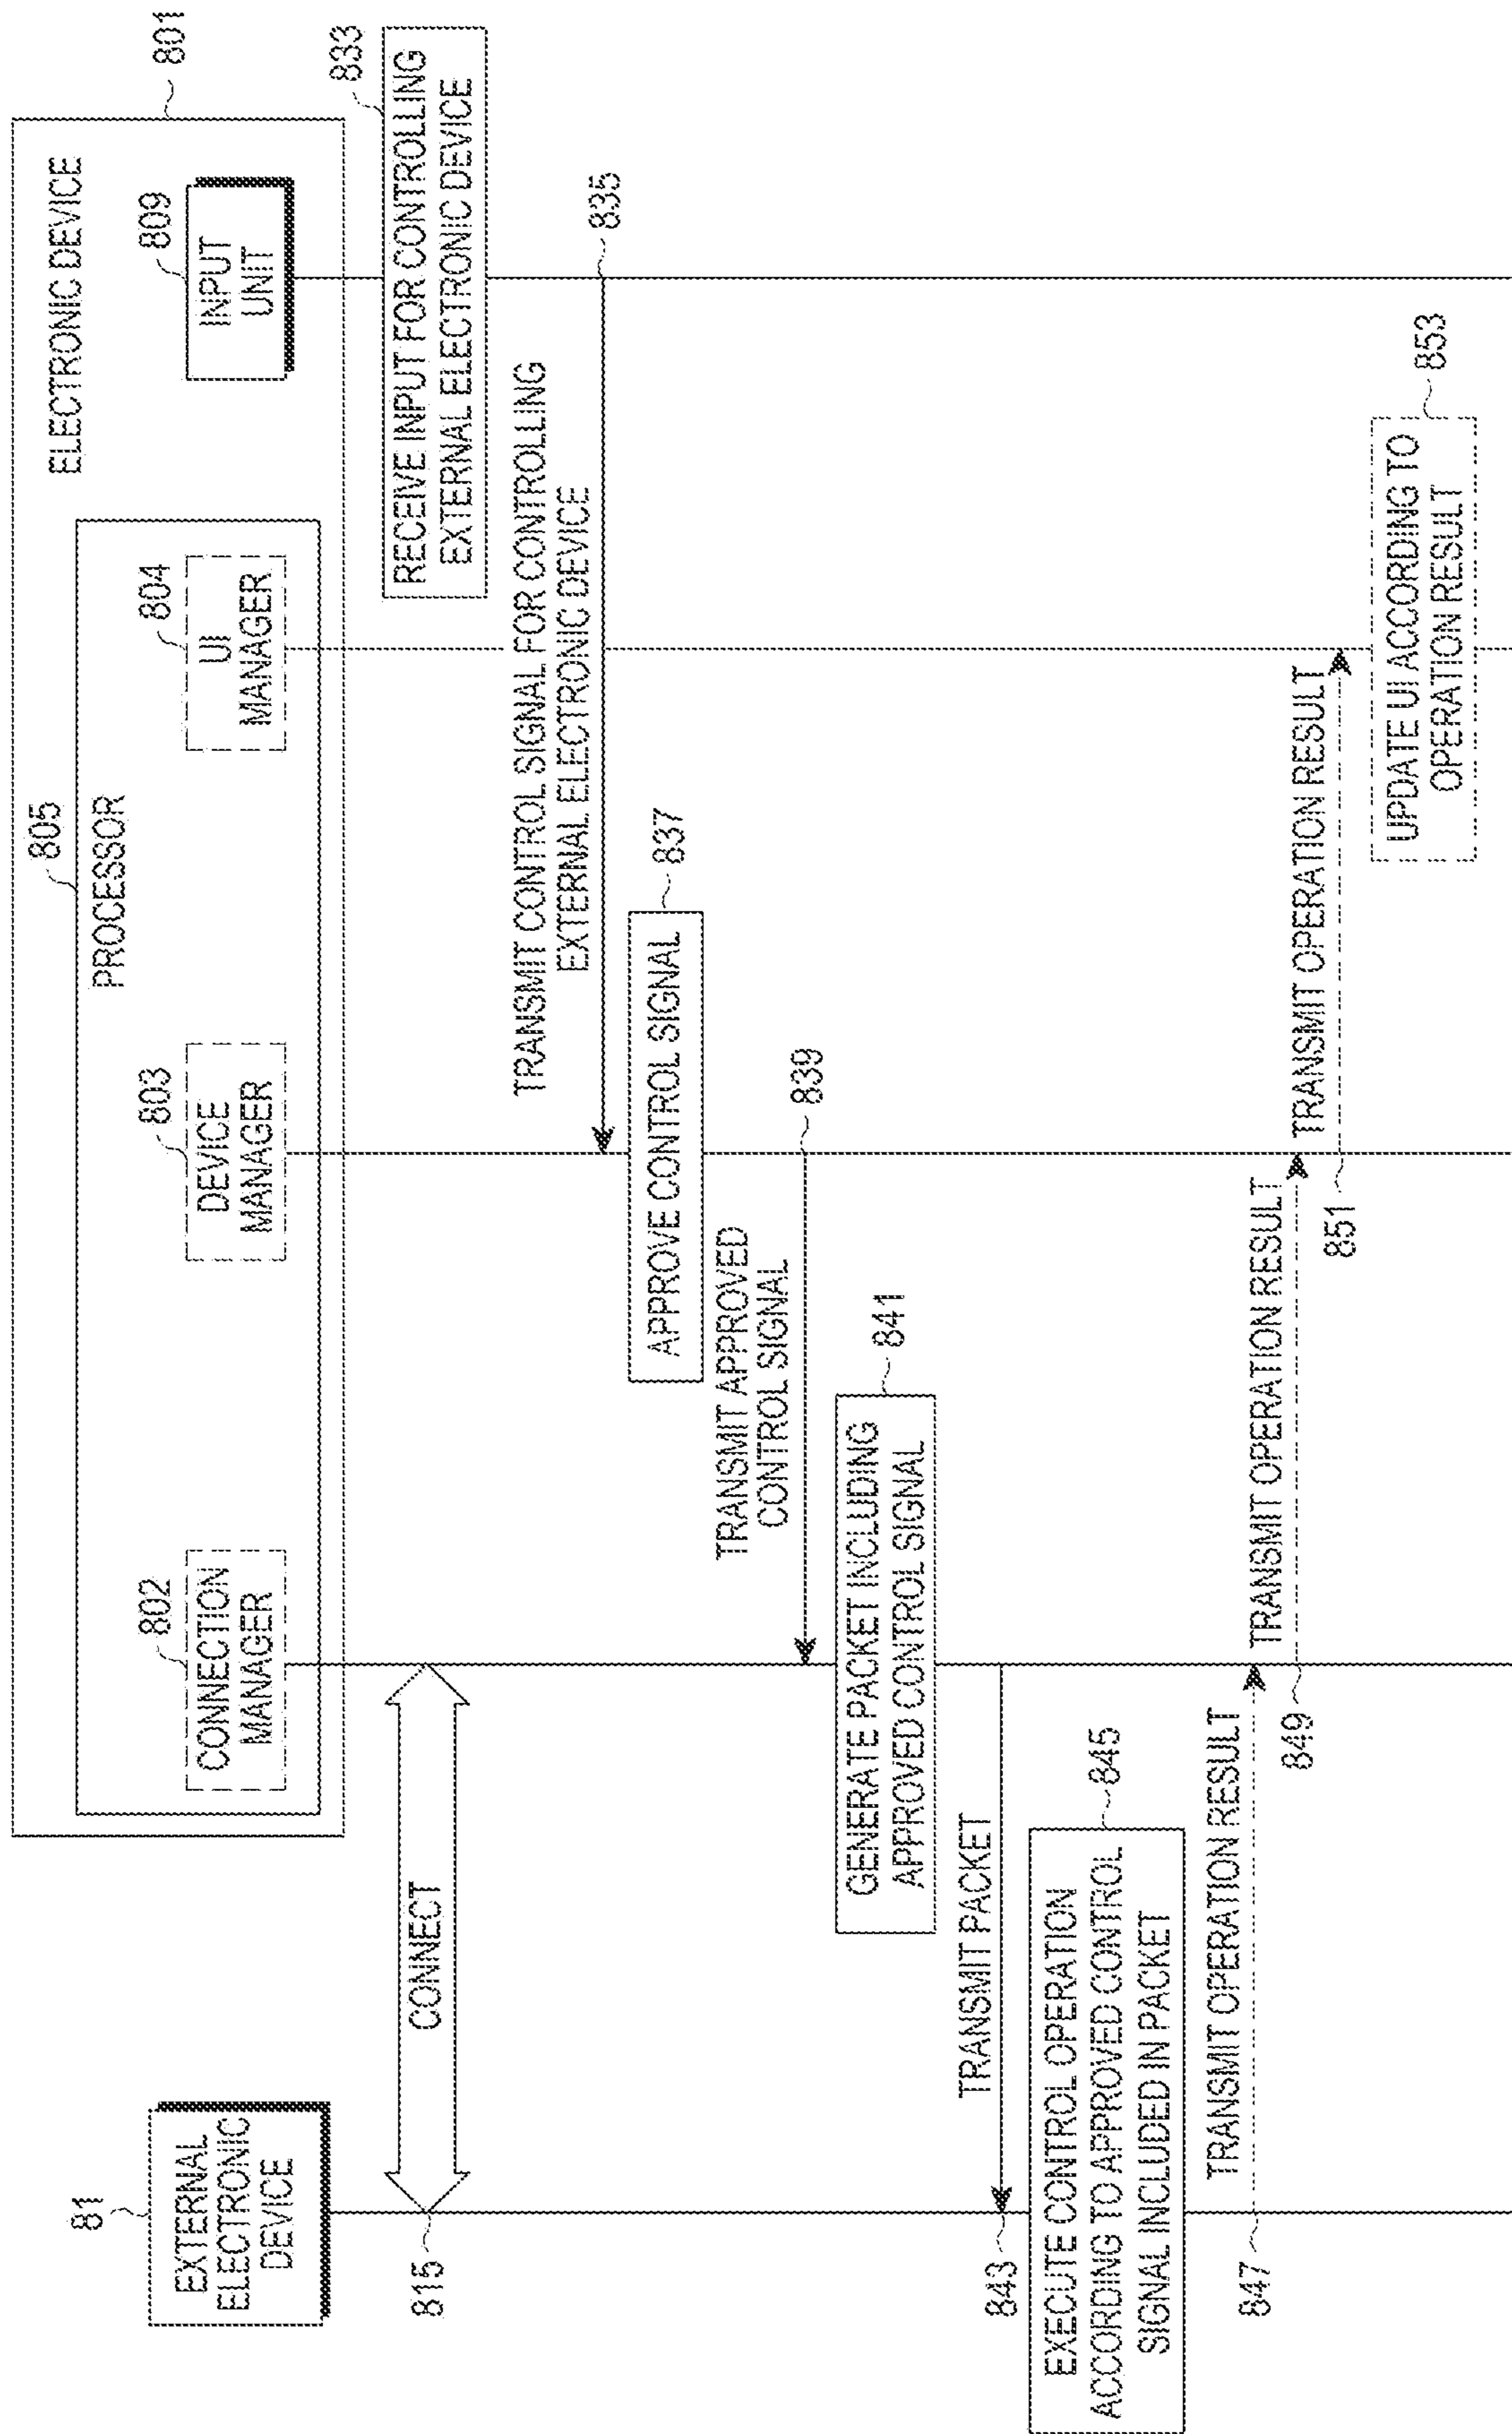 81
EXTERNAL
ELECTRONIC
DEVICE
801
ELECTRONIC DEVICE
805
PROCESSOR
802
CONNECTION
MANAGER
803
DEVICE
MANAGER
804
UI
MANAGER
809
INPUT
UNIT
815
CONNECT
833
RECEIVE INPUT FOR CONTROLLING
EXTERNAL ELECTRONIC DEVICE
TRANSMIT CONTROL SIGNAL FOR CONTROLLING
EXTERNAL ELECTRONIC DEVICE
835
837
APPROVE CONTROL SIGNAL
TRANSMIT APPROVED
CONTROL SIGNAL
839
841
GENERATE PACKET INCLUDING
APPROVED CONTROL SIGNAL
TRANSMIT PACKET
843
845
EXECUTE CONTROL OPERATION
ACCORDING TO APPROVED CONTROL
SIGNAL INCLUDED IN PACKET
TRANSMIT OPERATION RESULT
847
TRANSMIT OPERATION RESULT
849
TRANSMIT OPERATION RESULT
851
853
UPDATE UI ACCORDING TO
OPERATION RESULT